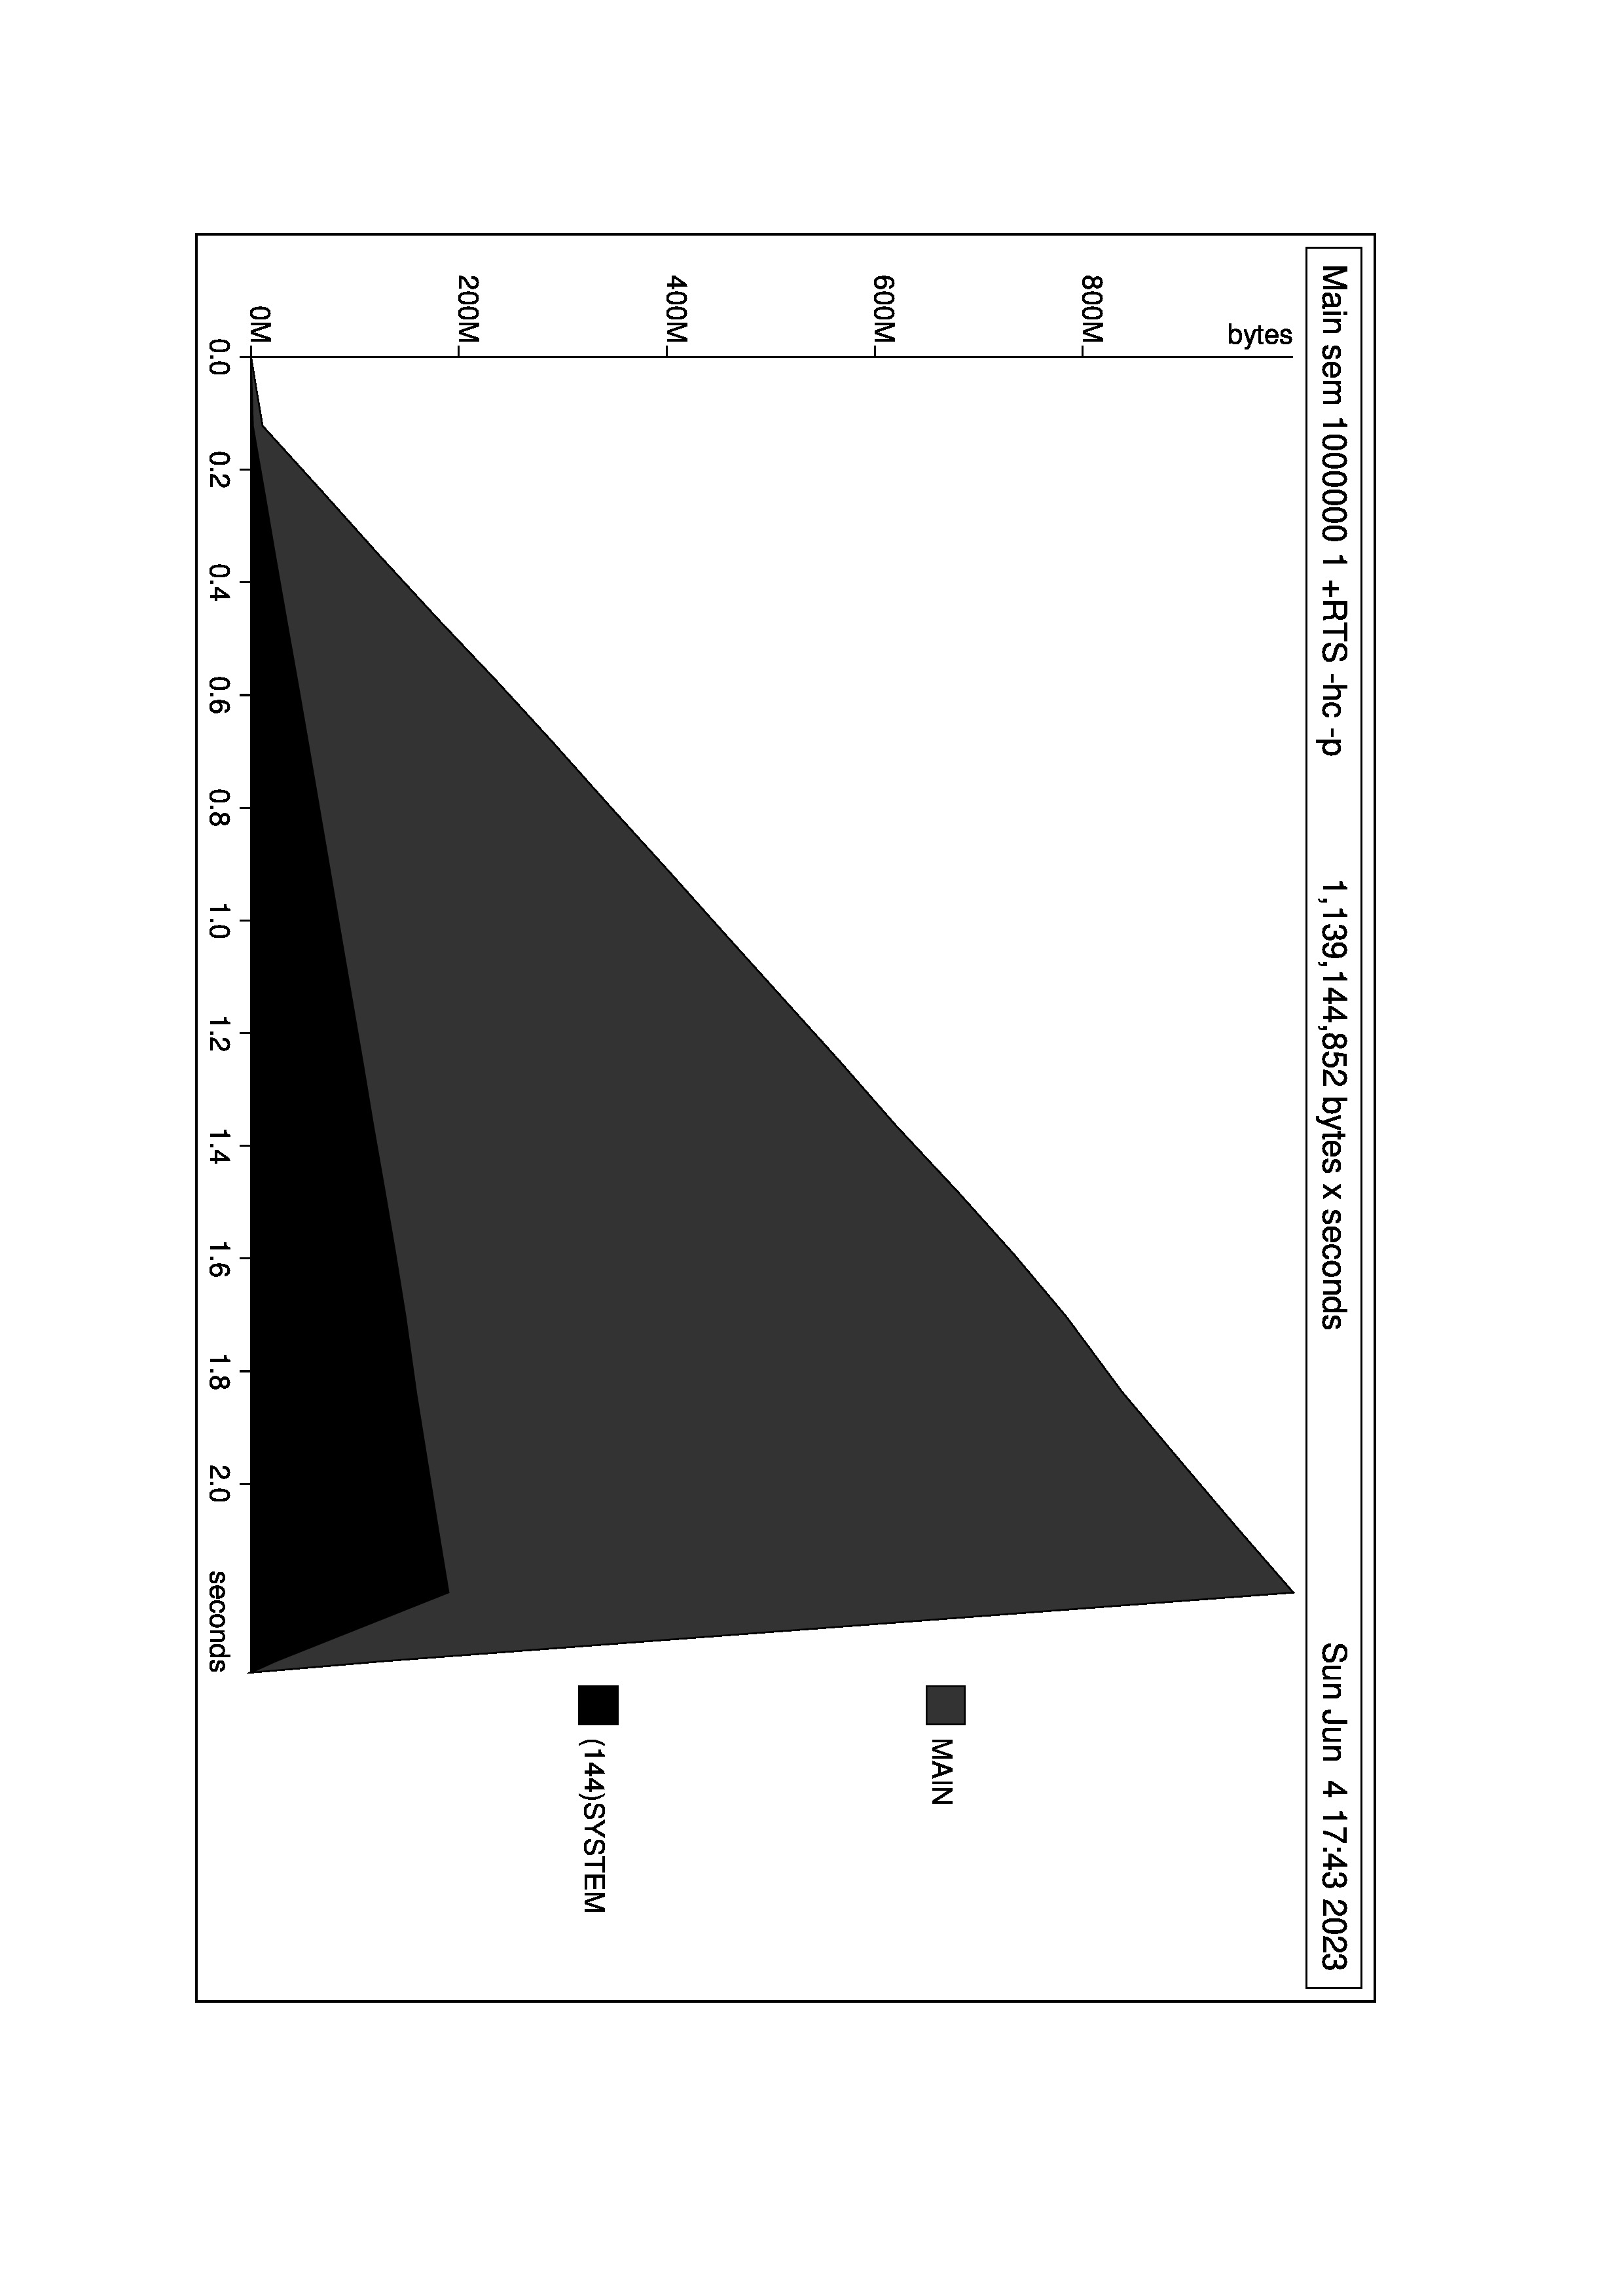 Main sem 1000000 1 +RTS -hc -p 1,139,144,852 bytes x seconds Sun Jun  4 17:43 2023
bytes
800M
600M
400M
200M
0M
MAIN
(144)SYSTEM
0.0 0.2 0.4 0.6 0.8 1.0 1.2 1.4 1.6 1.8 2.0 seconds